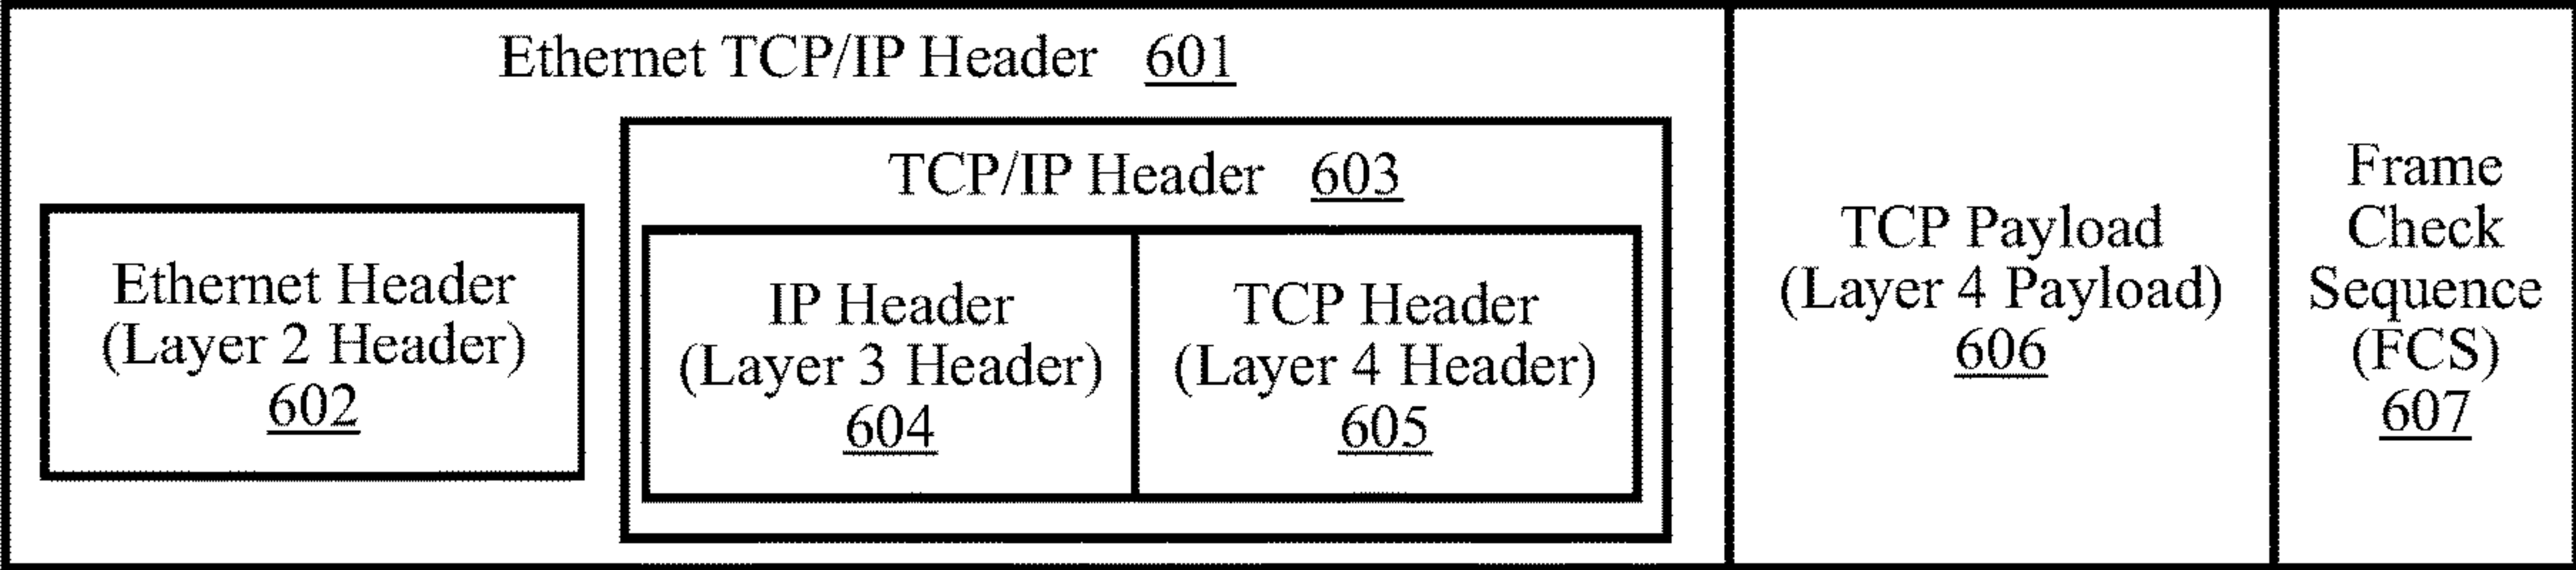 Ethernet TCP/IP Header 601
TCP/IP Header 603
Ethernet Header
(Layer 2 Header)
602
IP Header
(Layer 3 Header)
604
TCP Header
(Layer 4 Header)
605
TCP Payload
(Layer 4 Payload)
606
Frame
Check
Sequence
(FCS)
607